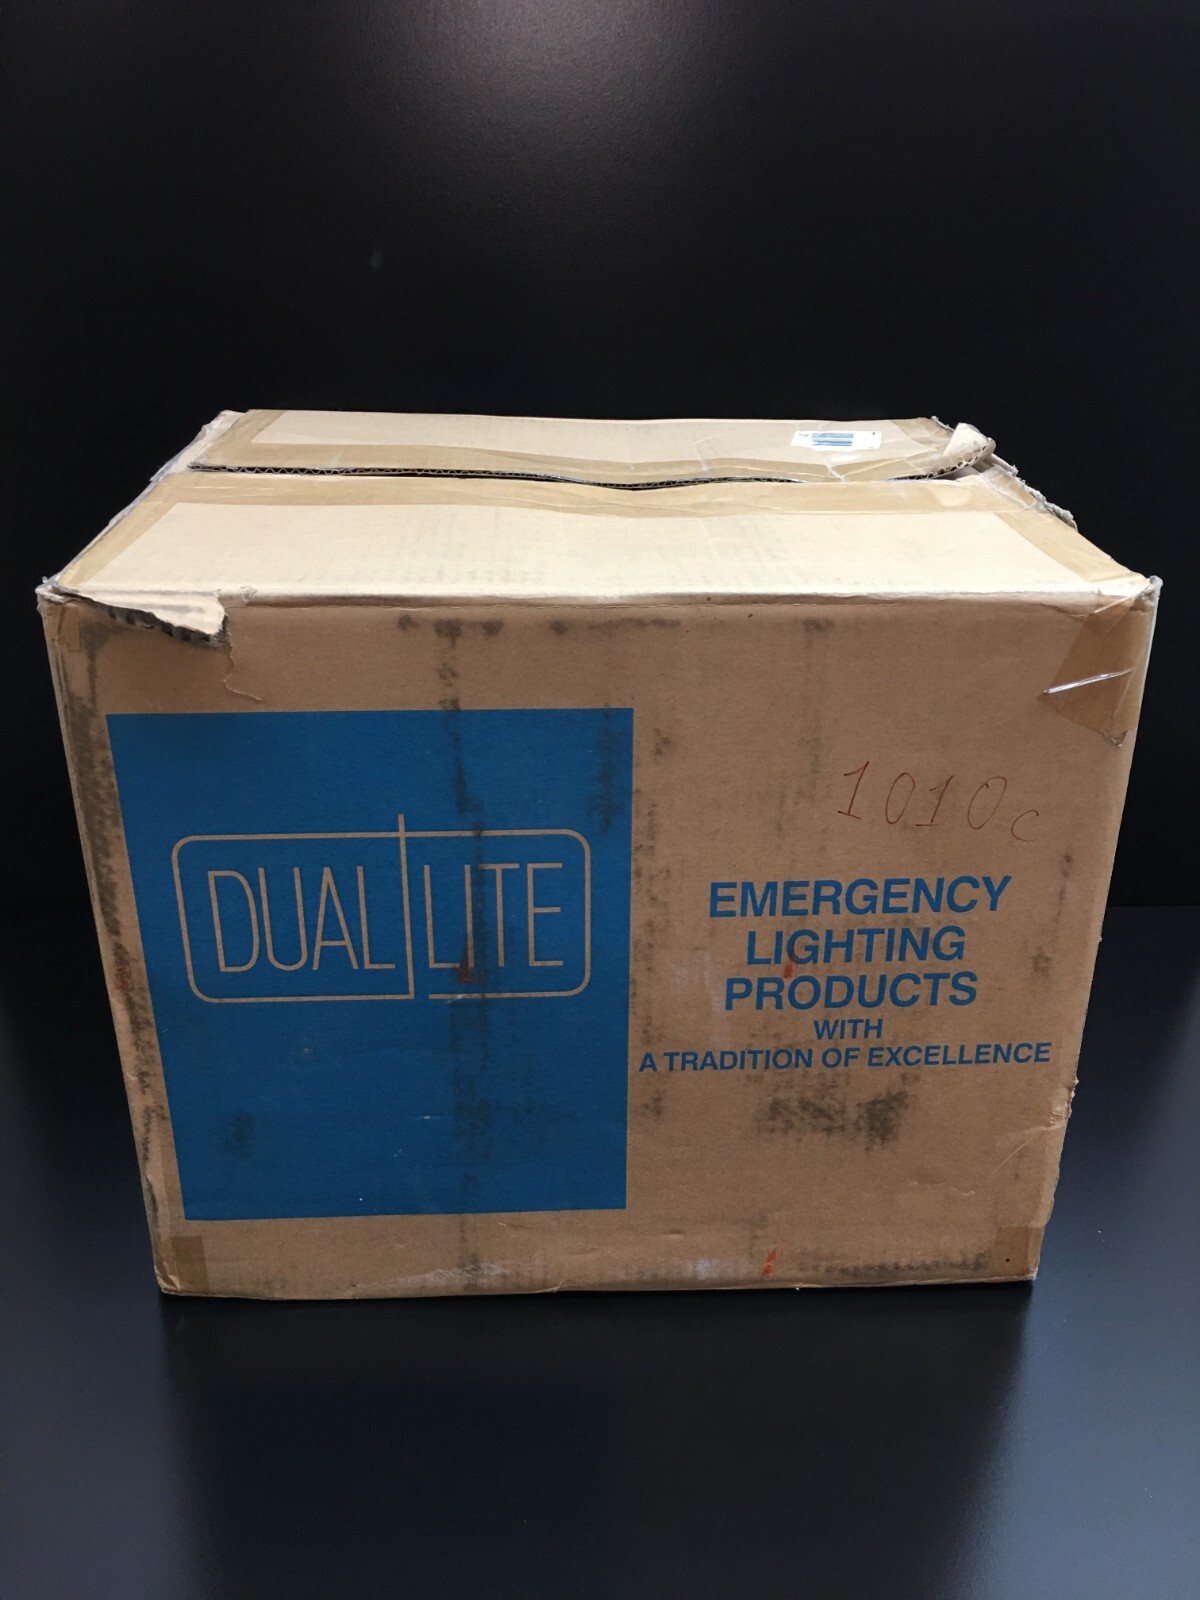 1010c
DUAL LITE
EMERGENCY
LIGHTING
PRODUCTS
WITH
A TRADITION OF EXCELLENCE